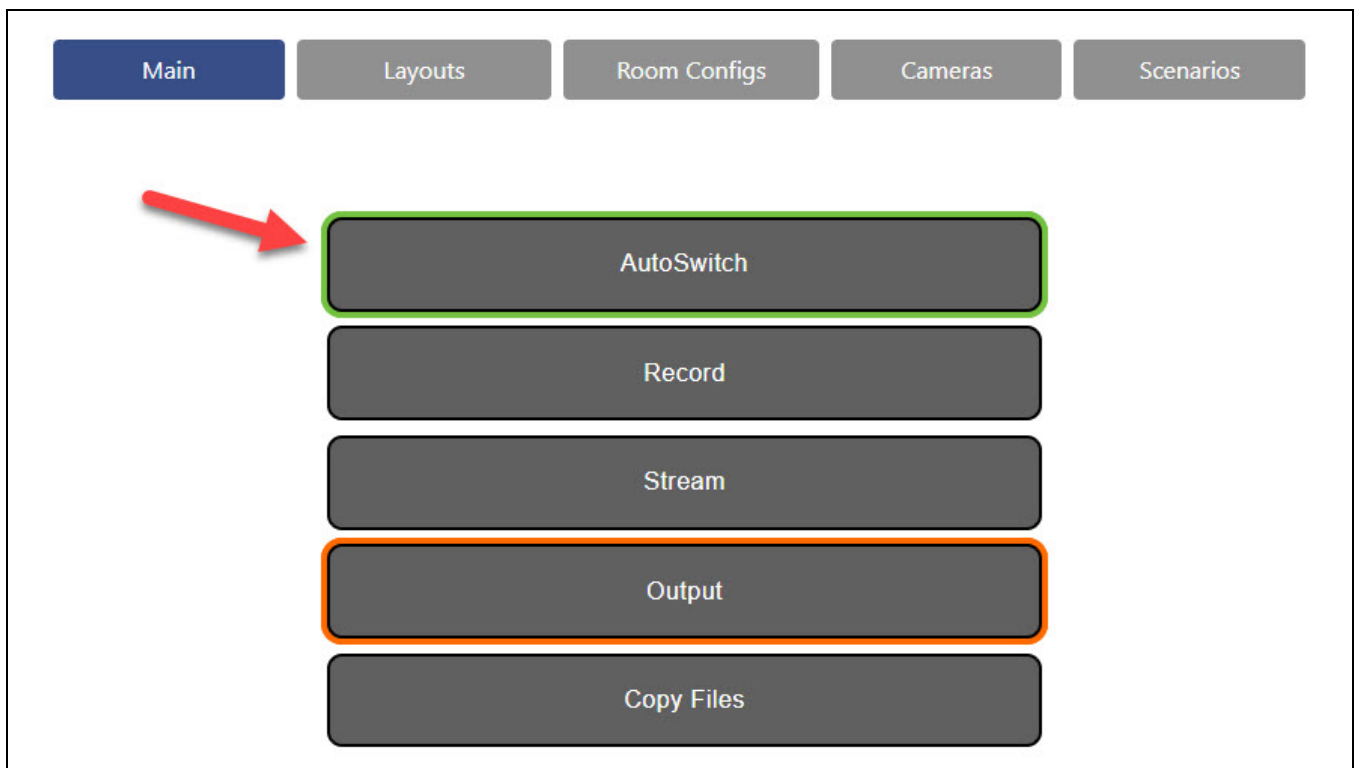 Main Layouts Room Configs Cameras Scenarios
AutoSwitch
Record
Stream
Output
Copy Files